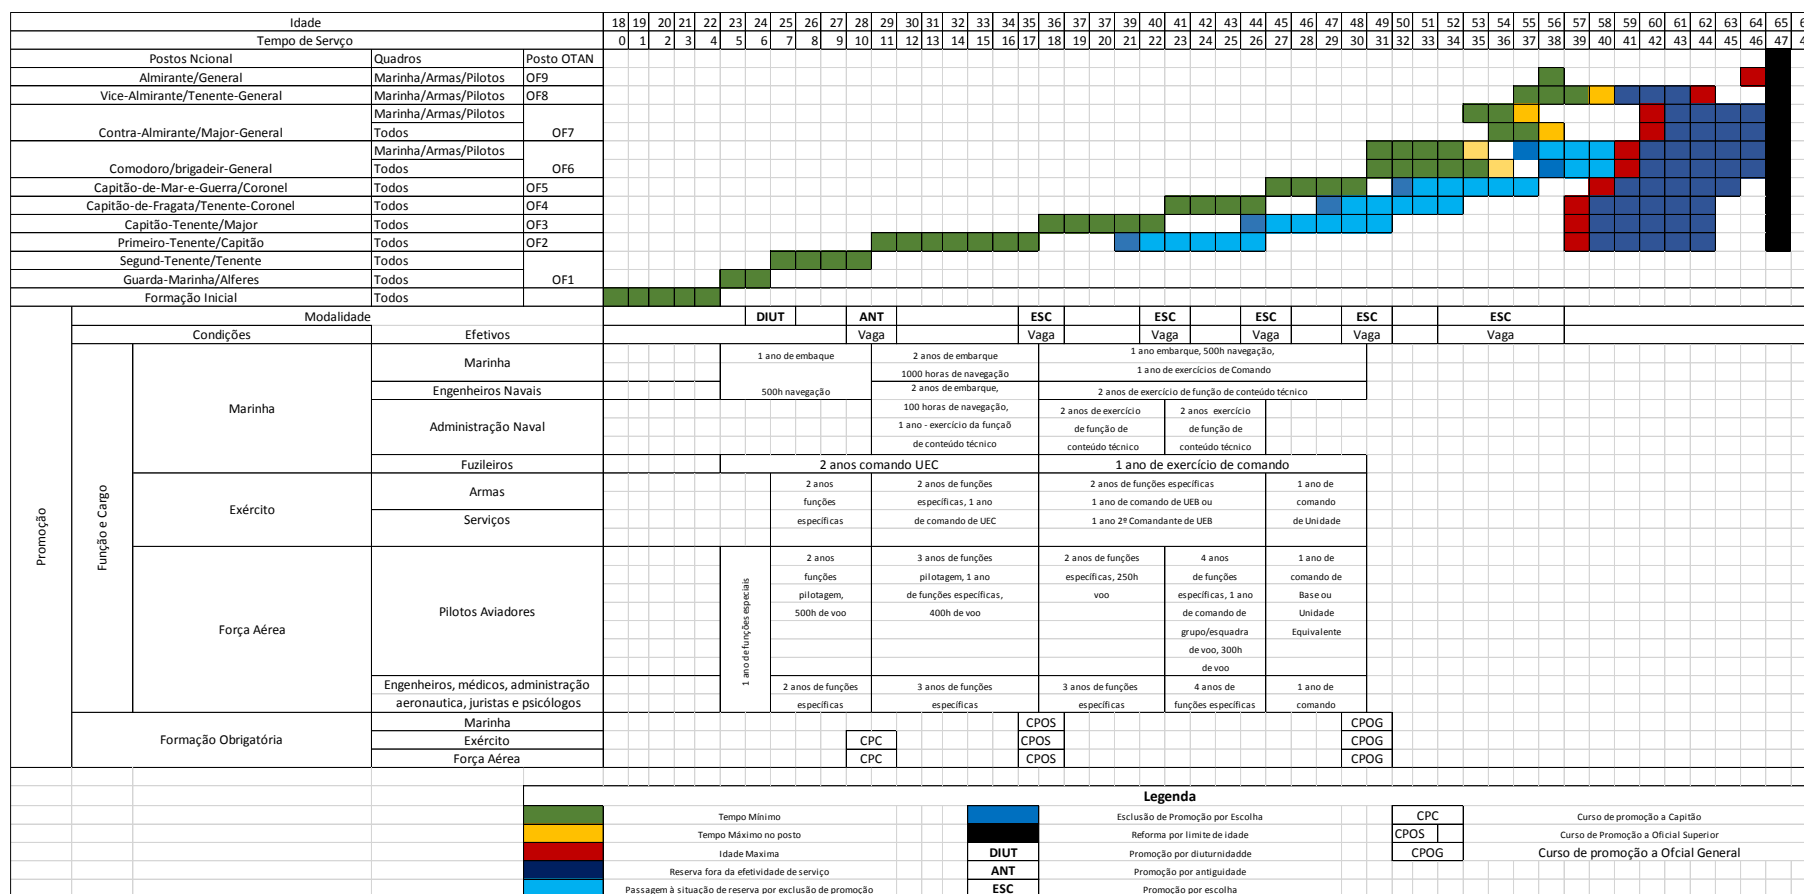 Idade 18 19 20 21 22 23 24 25 26 27 28 29 30 31 32 33 34 35 36 37 37 39 40 41 42 43 44 45 46 47 48 49 50 51 52 53 54 55 56 57 58 59 60 62 63 64 65
Tempo de Servço 0 1 2 3 4 5 6 7 8 9 10 11 12 13 14 15 16 17 18 19 20 21 22 23 24 25 26 27 28 29 30 31 32 33 34 35 36 37 38 39 40 41 42 43 44 45 46 47
Postos Ncional Quadros Posto OTAN
Almirante/General Marinha/Armas/Pilotos OF9
Vice-Almirante/Tenente-General Marinha/Armas/Pilotos OF8
Marinha/Armas/Pilotos
Contra-Almirante/Major-General Todos OF7
Marinha/Armas/Pilotos
Comodoro/brigadeir-General Todos OF6
Capitão-de-Mar-e-Guerra/Coronel Todos OF5
Capitão-de-Fragata/Tenente-Coronel Todos OF4
Capitão-Tenente/Major Todos OF3
Primeiro-Tenente/Capitão Todos OF2
Segund-Tenente/Tenente Todos
Guarda-Marinha/Alferes Todos OF1
Formação Inicial Todos
Promoção
Modalidade DIUT ANT ESC ESC ESC ESC ESC
Condições Efetivos Vaga Vaga Vaga Vaga Vaga Vaga
Função e Cargo
Marinha
Marinha
1 ano de embaque
500h navegação
2 anos de embarque
1000 horas de navegação
1 ano embarque, 500h navegação,
1 ano de exercícios de Comando
Engenheiros Navais
2 anos de exercício de função de conteúdo técnico
Administração Naval
2 anos de embarque,
100 horas de navegação,
1 ano - exercício da funçaõ
de conteúdo técnico
2 anos de exercício
de função de
conteúdo técnico
2 anos exercício
de função de
conteúdo técnico
Fuzileiros 2 anos comando UEC 1 ano de exercício de comando
Exército
Armas
Serviços
2 anos
funções
específicas
2 anos de funções
específicas, 1 ano
de comando de UEC
2 anos de funções específicas
1 ano de comando de UEB ou
1 ano 2º Comandante de UEB
1 ano de
comando
de Unidade
Força Aérea
Pilotos Aviadores
1 ano de funções especiais
2 anos
funções
pilotagem,
500h de voo
3 anos de funções
pilotagem, 1 ano
de funções específicas,
400h de voo
2 anos de funções
específicas, 250h
voo
4 anos
de funções
específicas, 1 ano
de comando de
grupo/esquadra
de voo, 300h
de voo
1 ano de
comando de
Base ou
Unidade
Equivalente
Engenheiros, médicos, administração
aeronautica, juristas e psicólogos
2 anos de funções
específicas
3 anos de funções
específicas
3 anos de funções
específicas
4 anos de
funções específicas
1 ano de
comando
Formação Obrigatória
Marinha CPOS CPOG
Exército CPC CPOS CPOG
Força Aérea CPC CPOS CPOG
Legenda
Tempo Mínimo Esclusão de Promoção por Escolha CPC Curso de promoção a Capitão
Tempo Máximo no posto Reforma por limite de idade CPOS Curso de Promoção a Oficial Superior
Idade Maxima DIUT Promoção por diuturnidadde CPOG Curso de promoção a Ofcial General
Reserva fora da efetividade de serviço ANT Promoção por antiguidade
Passagem à situação de reserva por exclusão de promoção ESC Promoção por escolha